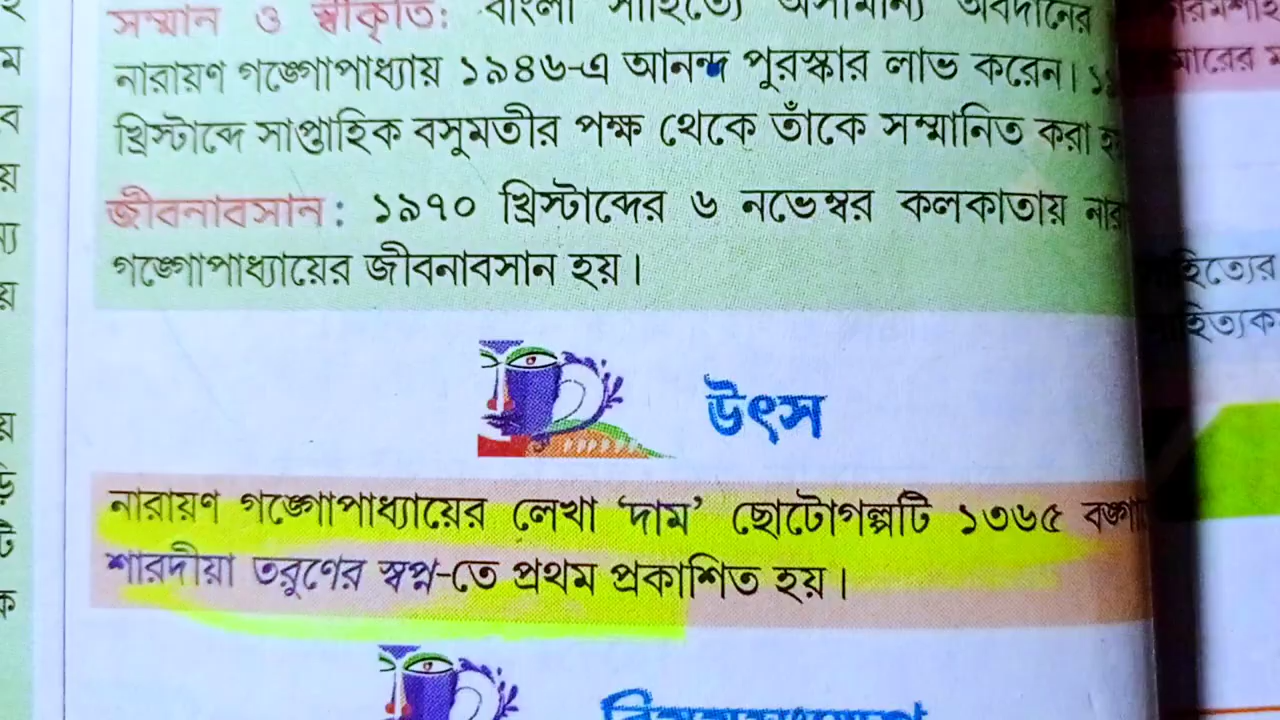 সম্মান ও স্বীকৃতি: বাংলা সাহিত্যে অসামান্য অবদানের
নারায়ণ গঙ্গোপাধ্যায় ১৯৪৬-এ আনন্দ পুরস্কার লাভ করেন।
খ্রিস্টাব্দে সাপ্তাহিক বসুমতীর পক্ষ থেকে তাঁকে সম্মানিত করা
জীবনাবসান: ১৯৭০ খ্রিস্টাব্দের ৬ নভেম্বর কলকাতায়
গঙ্গোপাধ্যায়ের জীবনাবসান হয়।
উৎস
নারায়ণ গঙ্গোপাধ্যায়ের লেখা 'দাম' ছোটোগল্পটি ১৩৬৫
শারদীয়া তরুণের স্বপ্ন-তে প্রথম প্রকাশিত হয়।